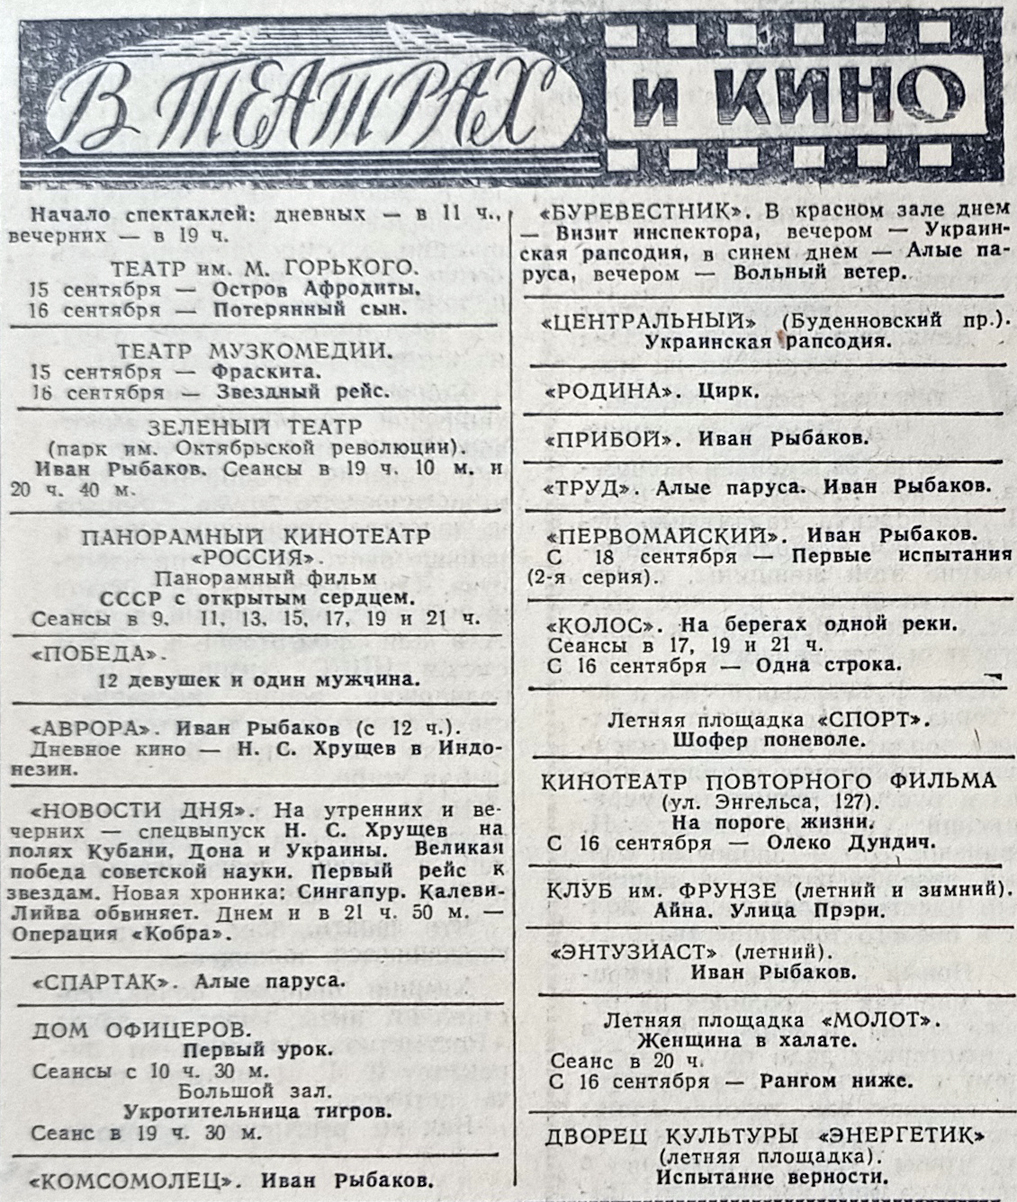 В ТЕАТРАХ И КИНО
Начало спектаклей: дневных — в 11 ч.,
вечерних — в 19 ч.
ТЕАТР им. М. ГОРЬКОГО.
15 сентября — Остров Афродиты.
16 сентября — Потерянный сын.
ТЕАТР МУЗКОМЕДИИ.
15 сентября — Фраскита.
16 сентября — Звездный рейс.
ЗЕЛЕНЫЙ ТЕАТР
(парк им. Октябрьской революции).
Иван Рыбаков. Сеансы в 19 ч. 10 м. и
20 ч. 40 м.
ПАНОРАМНЫЙ КИНОТЕАТР
«РОССИЯ».
Панорамный фильм
СССР с открытым сердцем.
Сеансы в 9, 11, 13, 15, 17, 19 и 21 ч.
«ПОБЕДА».
12 девушек и один мужчина.
«АВРОРА». Иван Рыбаков (с 12 ч.).
Дневное кино — Н. С. Хрущев в Индо-
незии.
«НОВОСТИ ДНЯ». На утренних и ве-
черних — спецвыпуск Н. С. Хрущев на
полях Кубани, Дона и Украины. Великая
победа советской науки. Первый рейс к
звездам. Новая хроника: Сингапур. Калеви-
Лийва обвиняет. Днем и в 21 ч. 50 м. —
Операция «Кобра».
«СПАРТАК». Алые паруса.
ДОМ ОФИЦЕРОВ.
Первый урок.
Сеансы с 10 ч. 30 м.
Большой зал.
Укротительница тигров.
Сеанс в 19 ч. 30 м.
«КОМСОМОЛЕЦ». Иван Рыбаков.
«БУРЕВЕСТНИК». В красном зале днем
— Визит инспектора, вечером — Украин-
ская рапсодия, в синем днем — Алые па-
руса, вечером — Вольный ветер.
«ЦЕНТРАЛЬНЫЙ» (Буденновский пр.).
Украинская рапсодия.
«РОДИНА». Цирк.
«ПРИБОЙ». Иван Рыбаков.
«ТРУД». Алые паруса. Иван Рыбаков.
«ПЕРВОМАЙСКИЙ». Иван Рыбаков.
С 18 сентября — Первые испытания
(2-я серия).
«КОЛОС». На берегах одной реки.
Сеансы в 17, 19 и 21 ч.
С 16 сентября — Одна строка.
Летняя площадка «СПОРТ».
Шофер поневоле.
КИНОТЕАТР ПОВТОРНОГО ФИЛЬМА
(ул. Энгельса, 127).
На пороге жизни.
С 16 сентября — Олеко Дундич.
КЛУБ им. ФРУНЗЕ (летний и зимний).
Айна. Улица Прэри.
«ЭНТУЗИАСТ» (летний).
Иван Рыбаков.
Летняя площадка «МОЛОТ».
Женщина в халате.
Сеанс в 20 ч.
С 16 сентября — Рангом ниже.
ДВОРЕЦ КУЛЬТУРЫ «ЭНЕРГЕТИК»
(летняя площадка).
Испытание верности.